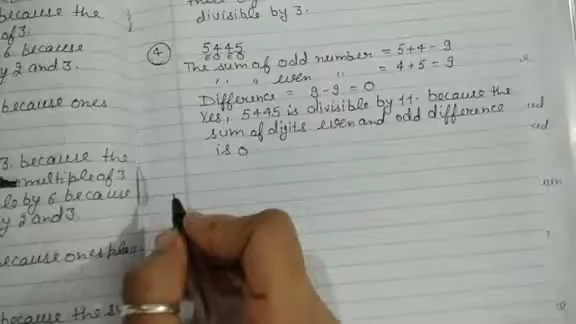 because the
of 3.
6 because
y 2 and 3.
because ones
3. because the
multiple of 3
le by 6 because
y 2 and 3
because ones
because the
divisible by 3.
4
5445
EOEO
The sum of odd number = 5+4 = 9
" " even " = 4+5 = 9
Difference = 9-9 = 0
Yes, 5445 is divisible by 11. because the
sum of digits even and odd difference
is 0